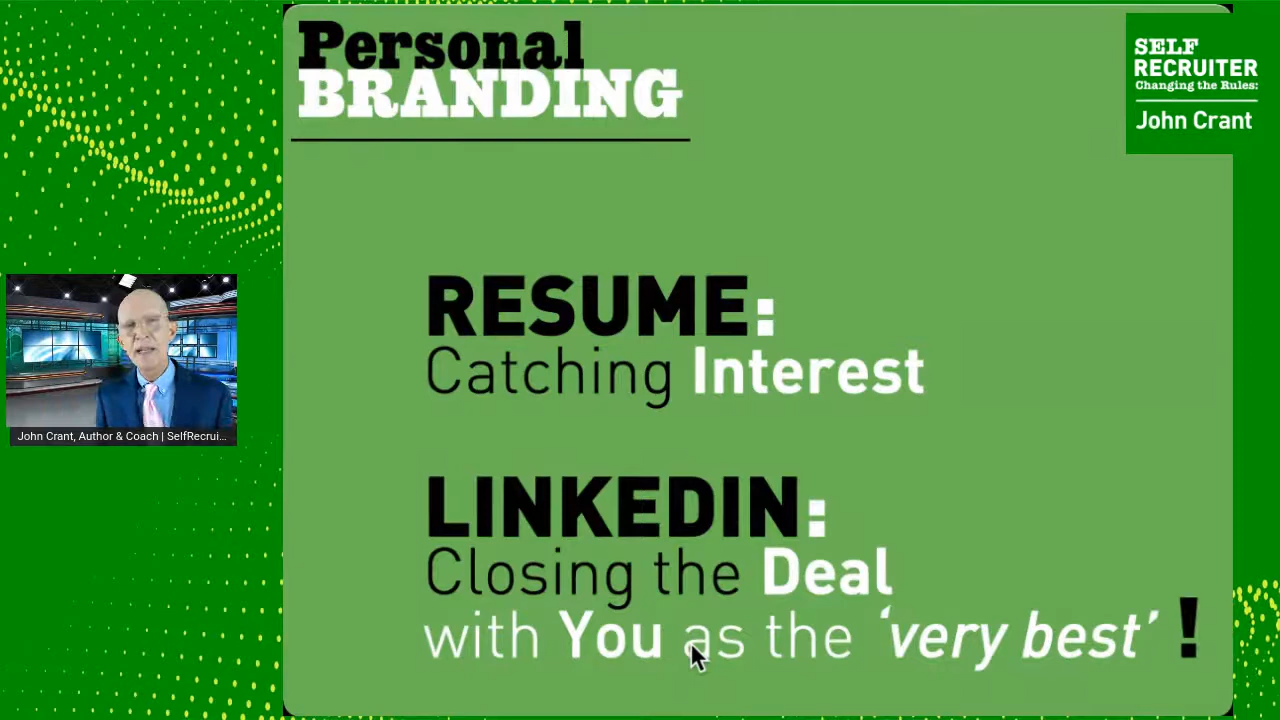 Personal
BRANDING
SELF
RECRUITER
Changing the Rules:
John Crant
RESUME:
Catching Interest
LINKEDIN:
Closing the Deal
with You as the ‘very best’ !
John Crant, Author & Coach | SelfRecrui...